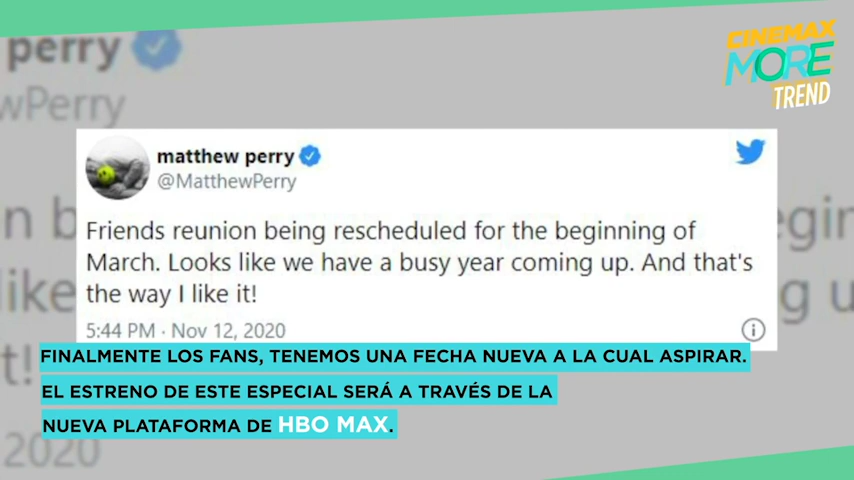 perry
wPerry
CINEMAX
MORE
TREND
matthew perry
@MatthewPerry
Friends reunion being rescheduled for the beginning of
March. Looks like we have a busy year coming up. And that's
the way I like it!
5:44 PM · Nov 12, 2020
FINALMENTE LOS FANS, TENEMOS UNA FECHA NUEVA A LA CUAL ASPIRAR.
EL ESTRENO DE ESTE ESPECIAL SERÁ A TRAVÉS DE LA
NUEVA PLATAFORMA DE HBO MAX.
2020